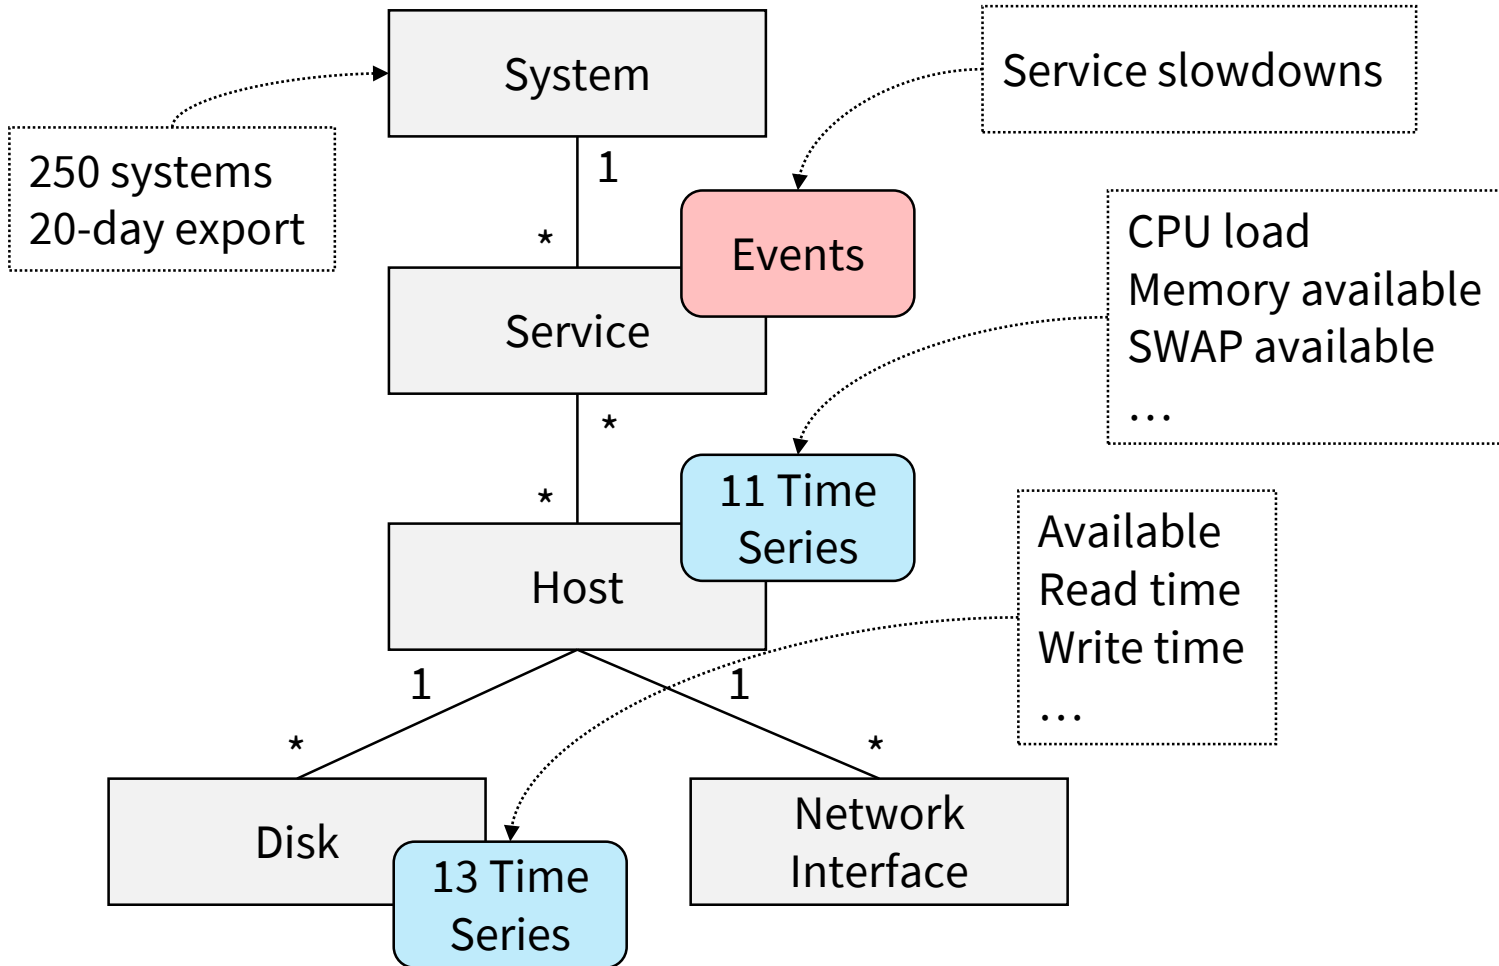 System
Service slowdowns
250 systems
20-day export
1
*
Events
CPU load
Memory available
SWAP available
…
Service
*
*
11 Time
Series
Host
Available
Read time
Write time
…
1
1
*
*
Disk
13 Time
Series
Network
Interface